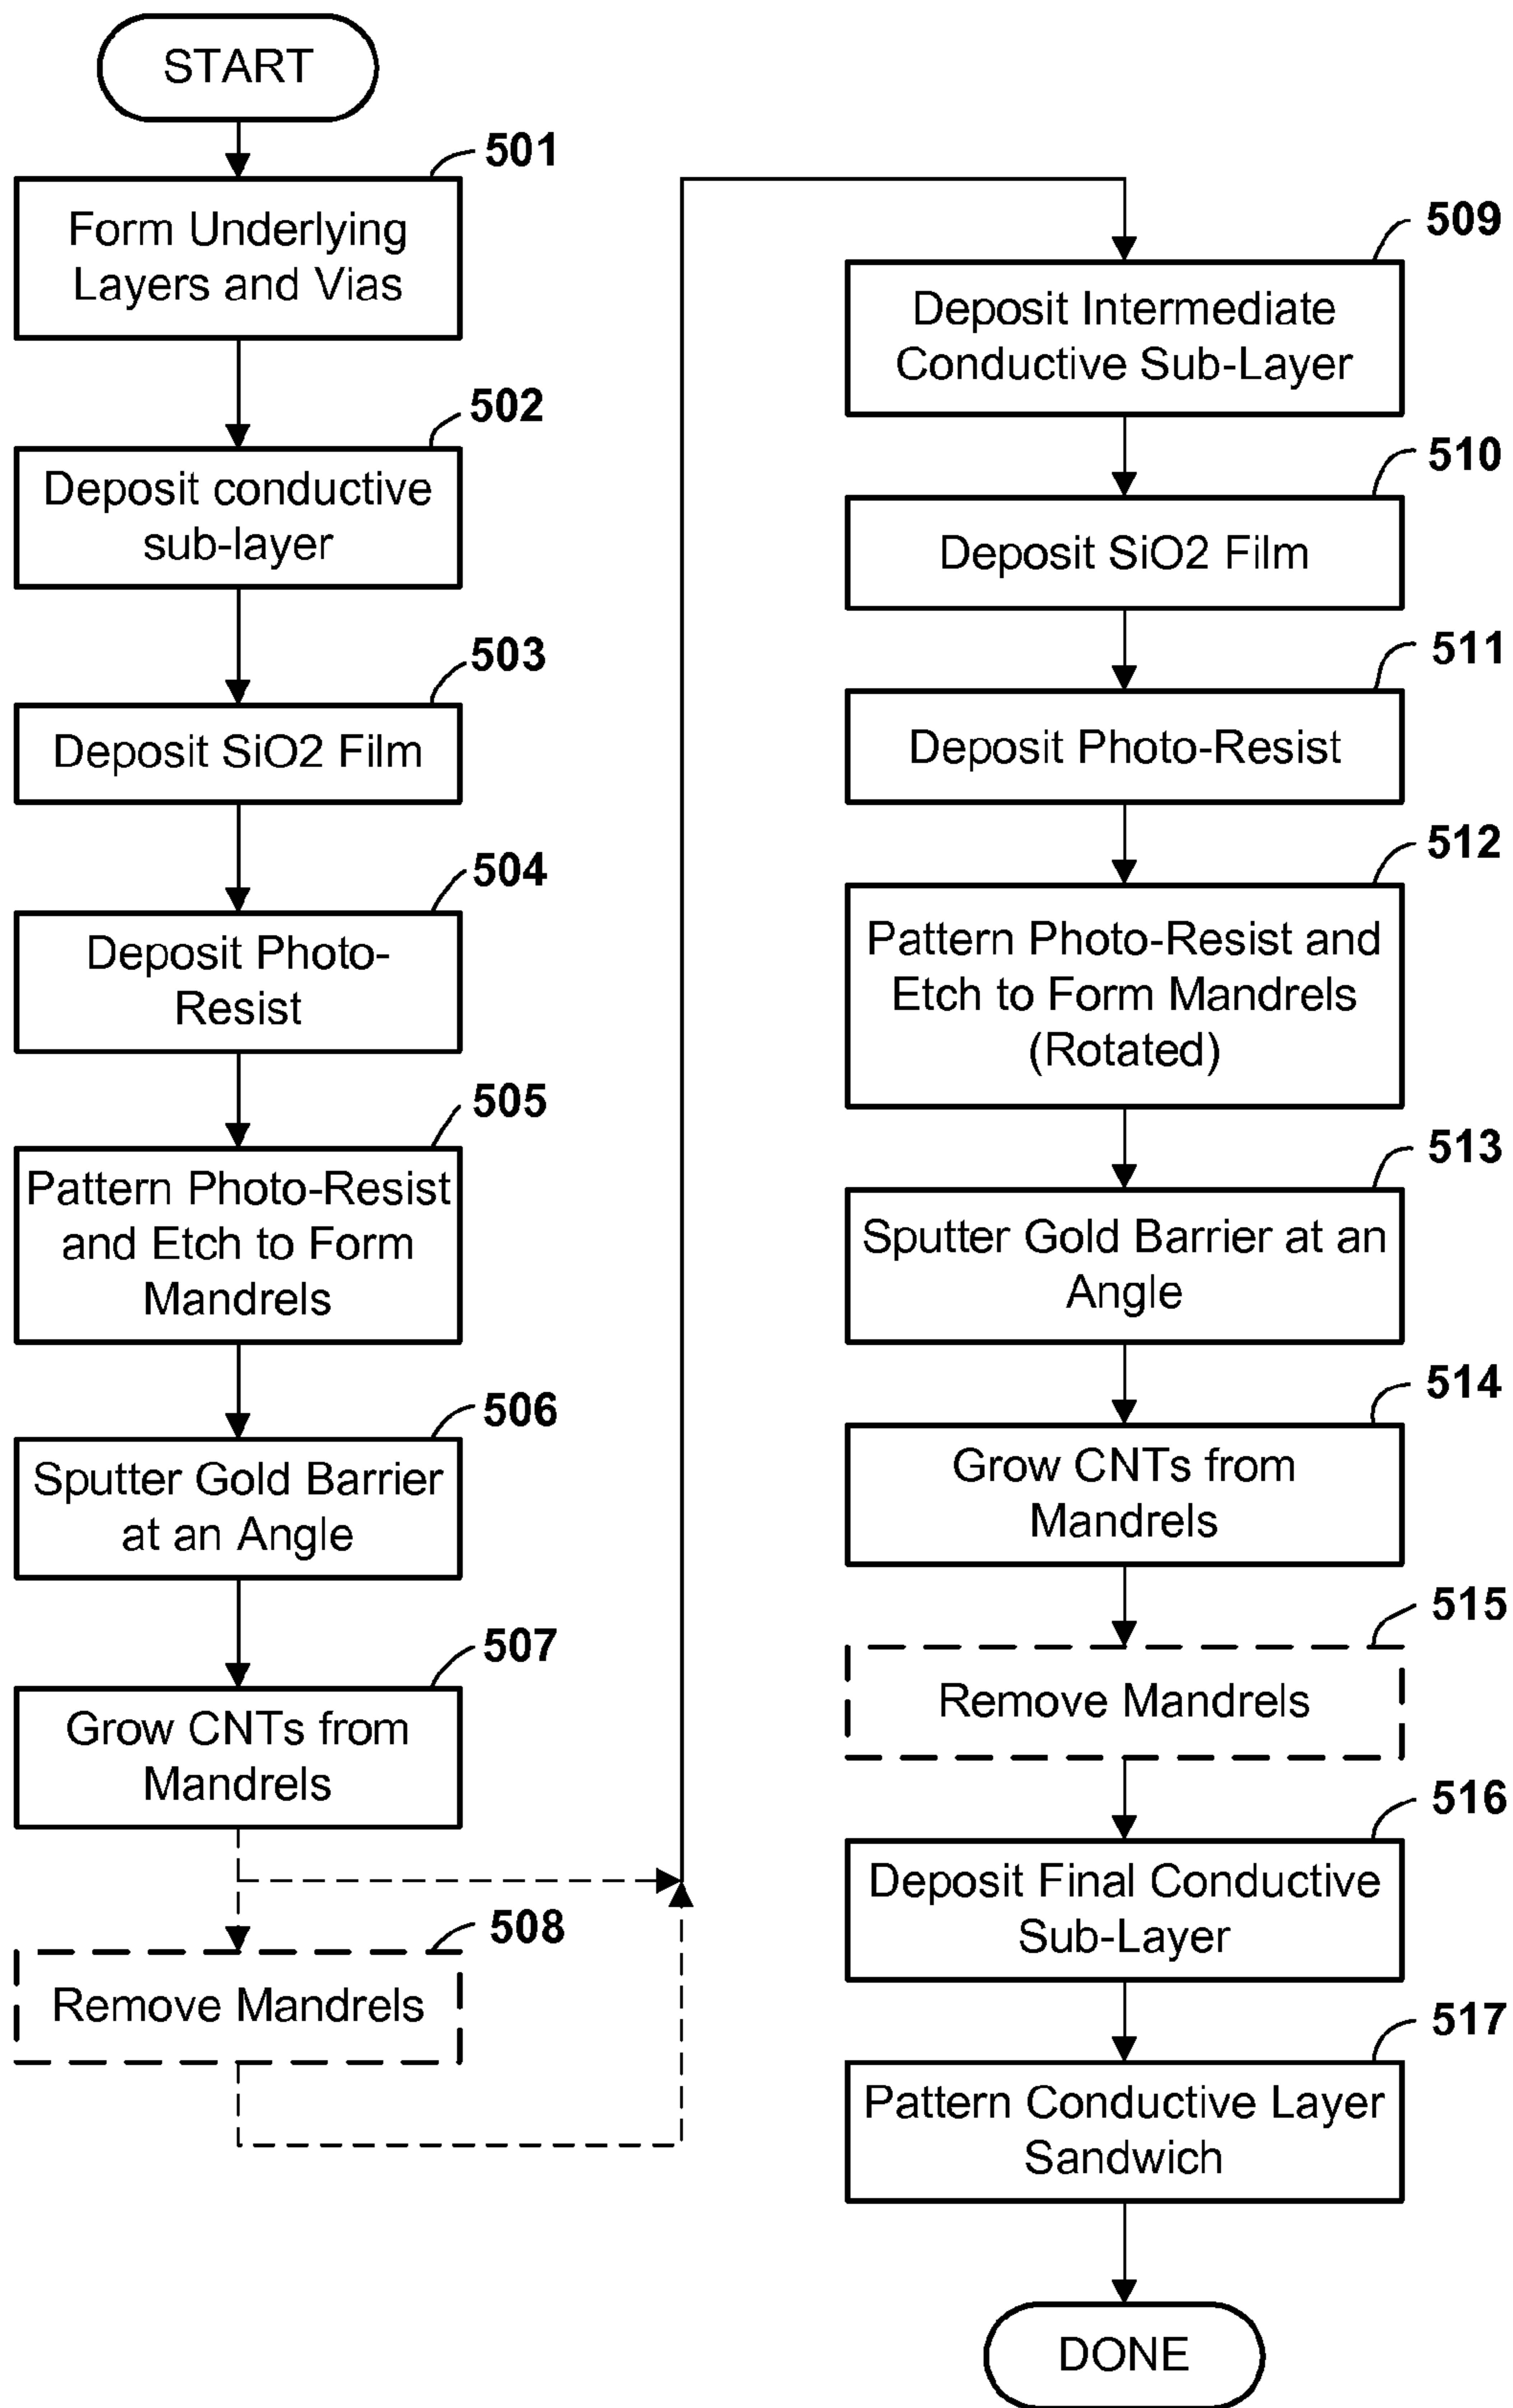 START
501
Form Underlying
Layers and Vias
502
Deposit conductive
sub-layer
503
Deposit SiO2 Film
504
Deposit Photo-
Resist
505
Pattern Photo-Resist
and Etch to Form
Mandrels
506
Sputter Gold Barrier
at an Angle
507
Grow CNTs from
Mandrels
508
Remove Mandrels
509
Deposit Intermediate
Conductive Sub-Layer
510
Deposit SiO2 Film
511
Deposit Photo-Resist
512
Pattern Photo-Resist and
Etch to Form Mandrels
(Rotated)
513
Sputter Gold Barrier at an
Angle
514
Grow CNTs from
Mandrels
515
Remove Mandrels
516
Deposit Final Conductive
Sub-Layer
517
Pattern Conductive Layer
Sandwich
DONE